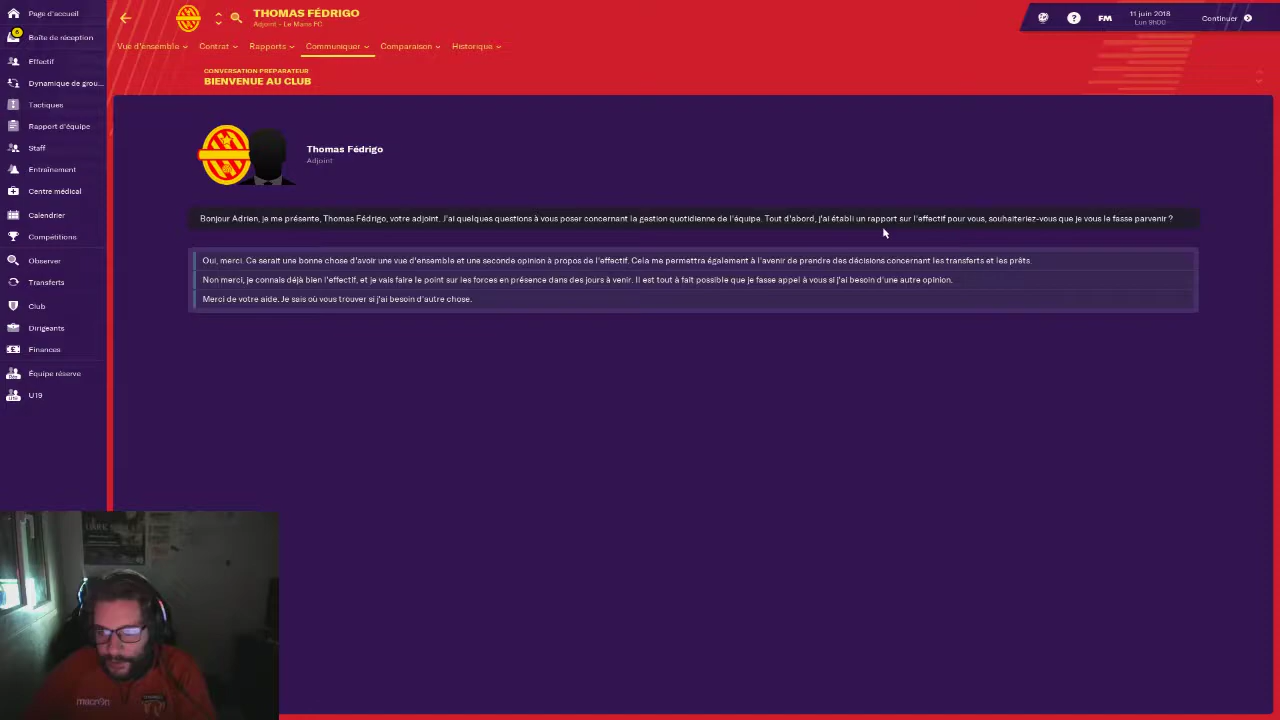 Page d'accueil
6
Boîte de réception
Effectif
Dynamique de grou...
Tactiques
Rapport d'équipe
Staff
Entraînement
Centre médical
Calendrier
Compétitions
Observer
Transferts
Club
Dirigeants
Finances
Équipe réserve
U19
THOMAS FÉDRIGO
Adjoint - Le Mans FC
? FM 11 juin 2018
Lun 9h00
Continuer
Vue d'ensemble Contrat Rapports Communiquer Comparaison Historique
CONVERSATION PRÉPARATEUR
BIENVENUE AU CLUB
Thomas Fédrigo
Adjoint
Bonjour Adrien, je me présente, Thomas Fédrigo, votre adjoint. J'ai quelques questions à vous poser concernant la gestion quotidienne de l'équipe. Tout d'abord, j'ai établi un rapport sur l'effectif pour vous, souhaiteriez-vous que je vous le fasse parvenir ?
Oui, merci. Ce serait une bonne chose d'avoir une vue d'ensemble et une seconde opinion à propos de l'effectif. Cela me permettra également à l'avenir de prendre des décisions concernant les transferts et les prêts.
Non merci, je connais déjà bien l'effectif, et je vais faire le point sur les forces en présence dans des jours à venir. Il est tout à fait possible que je fasse appel à vous si j'ai besoin d'une autre opinion.
Merci de votre aide. Je sais où vous trouver si j'ai besoin d'autre chose.
macron